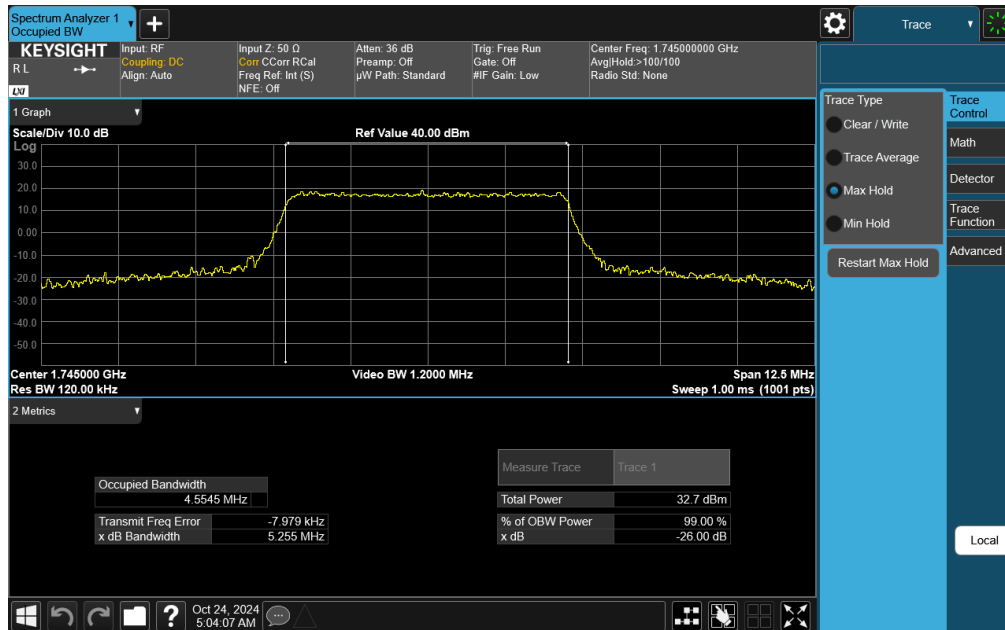 Spectrum Analyzer 1
Occupied BW
Trace
KEYSIGHT
R L
LXI
Input: RF
Coupling: DC
Align: Auto
Input Z: 50 Ω
Corr CCorr RCal
Freq Ref: Int (S)
NFE: Off
Atten: 36 dB
Preamp: Off
µW Path: Standard
Trig: Free Run
Gate: Off
#IF Gain: Low
Center Freq: 1.745000000 GHz
Avg|Hold:>100/100
Radio Std: None
1 Graph
Scale/Div 10.0 dB
Ref Value 40.00 dBm
Log
30.0
20.0
10.0
0.00
-10.0
-20.0
-30.0
-40.0
-50.0
Center 1.745000 GHz
Video BW 1.2000 MHz
Span 12.5 MHz
Res BW 120.00 kHz
Sweep 1.00 ms (1001 pts)
2 Metrics
Measure Trace
Trace 1
Occupied Bandwidth
4.5545 MHz
Total Power
32.7 dBm
Transmit Freq Error
-7.979 kHz
% of OBW Power
99.00 %
x dB Bandwidth
5.255 MHz
x dB
-26.00 dB
Trace Type
Clear / Write
Trace Average
Max Hold
Min Hold
Restart Max Hold
Trace
Control
Math
Detector
Trace
Function
Advanced
Local
?
Oct 24, 2024
5:04:07 AM